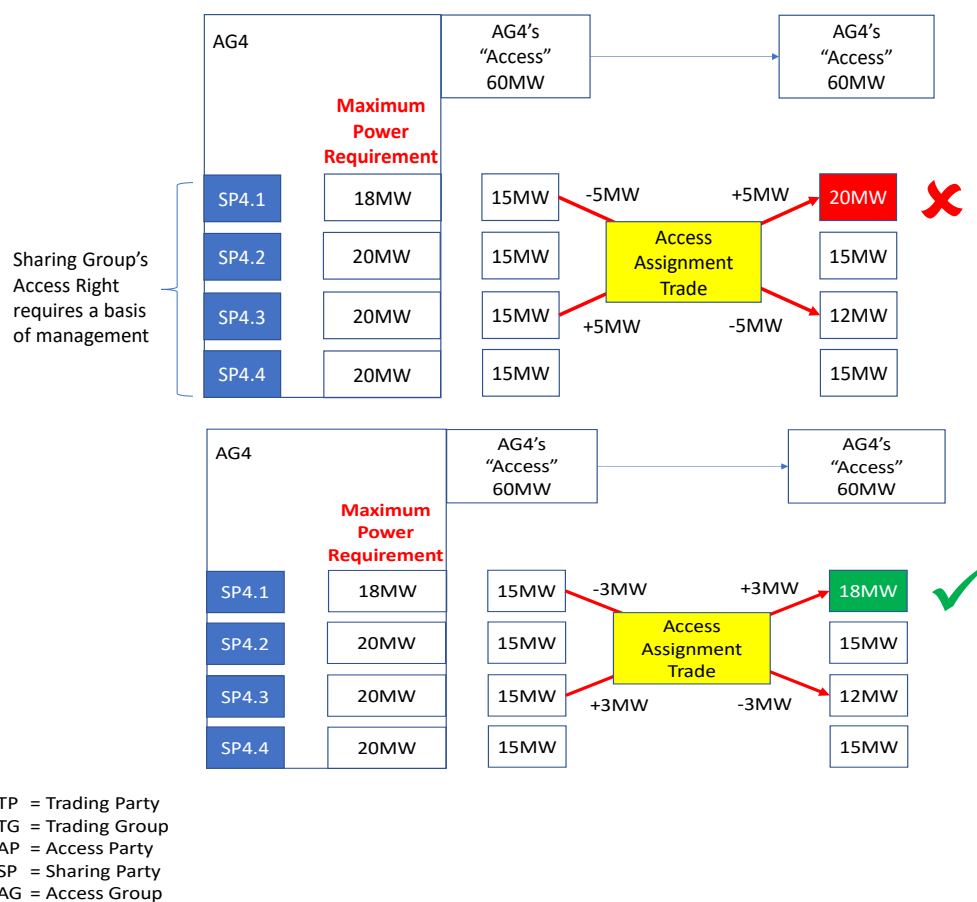 AG4
AG4's
"Access"
60MW
AG4's
"Access"
60MW
Maximum
Power
Requirement
Sharing Group's
Access Right
requires a basis
of management
SP4.1
18MW
15MW
-5MW
+5MW
20MW
SP4.2
20MW
15MW
Access
Assignment
Trade
15MW
SP4.3
20MW
15MW
+5MW
-5MW
12MW
SP4.4
20MW
15MW
15MW
AG4
AG4's
"Access"
60MW
AG4's
"Access"
60MW
Maximum
Power
Requirement
SP4.1
18MW
15MW
-3MW
+3MW
18MW
SP4.2
20MW
15MW
Access
Assignment
Trade
15MW
SP4.3
20MW
15MW
+3MW
-3MW
12MW
SP4.4
20MW
15MW
15MW
TP = Trading Party
TG = Trading Group
AP = Access Party
SP = Sharing Party
AG = Access Group